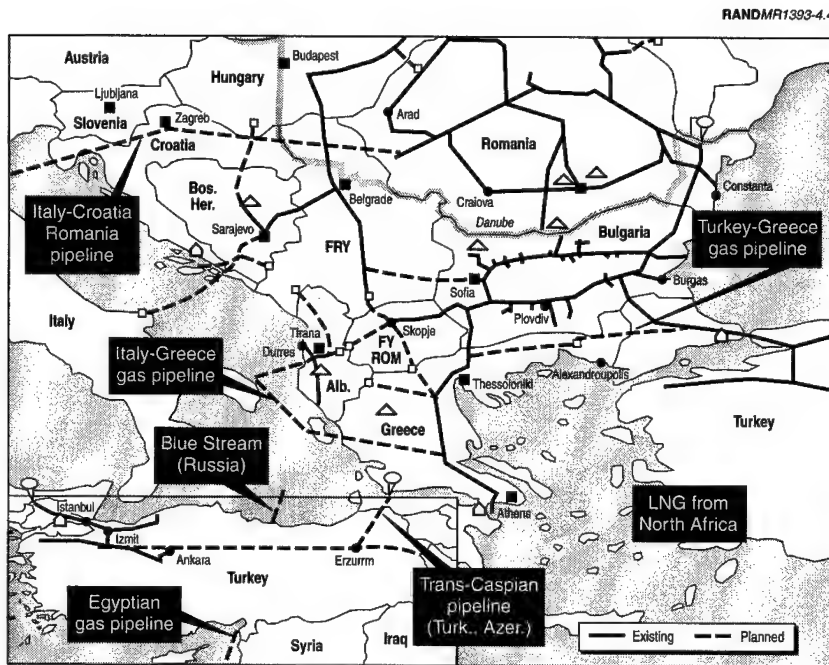 RANDMR1393-4.4
Austria
Hungary
Budapest
Ljubljana
Slovenia
Zagreb
Croatia
Arad
Romania
Bos.
Her.
Belgrade
Craiova
Constanta
Italy-Croatia
Romania
pipeline
Sarajevo
Danube
FRY
Bulgaria
Turkey-Greece
gas pipeline
Sofia
Burgas
Italy
Plovdiv
Tirana
Skopje
Durres
FY
ROM
Italy-Greece
gas pipeline
Alb.
Thessoloniki
Alexandroupolis
Greece
Turkey
Blue Stream
(Russia)
Istanbul
Athens
LNG from
North Africa
Izmit
Ankara
Erzurrm
Turkey
Trans-Caspian
pipeline
(Turk., Azer.)
Egyptian
gas pipeline
Syria
Iraq
Existing
Planned